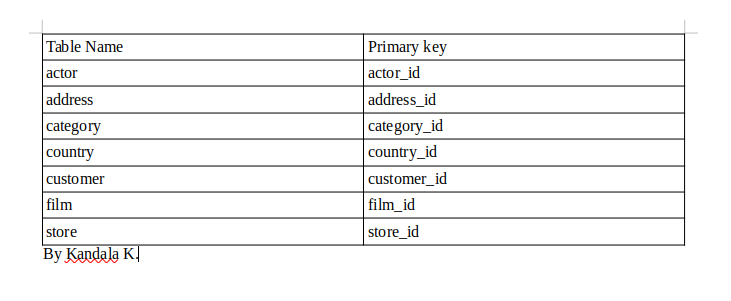 Table Name Primary key
actor actor_id
address address_id
category category_id
country country_id
customer customer_id
film film_id
store store_id
By Kandala K.